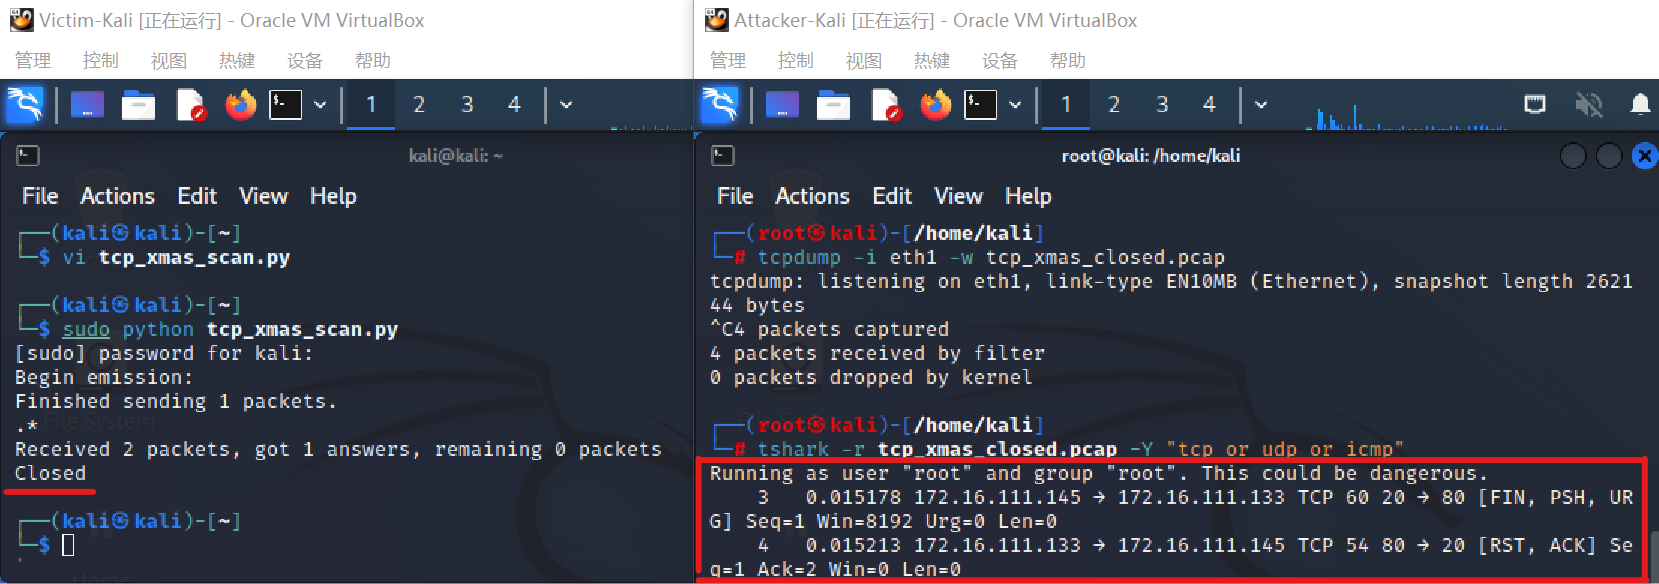 Victim-Kali [正在运行] - Oracle VM VirtualBox
管理 控制 视图 热键 设备 帮助
1 2 3 4
kali@kali: ~
File Actions Edit View Help
┌──(kali㉿kali)-[~]
└─$ vi tcp_xmas_scan.py
┌──(kali㉿kali)-[~]
└─$ sudo python tcp_xmas_scan.py
[sudo] password for kali:
Begin emission:
Finished sending 1 packets.
.*
Received 2 packets, got 1 answers, remaining 0 packets
Closed
┌──(kali㉿kali)-[~]
└─$
File System
Home
Attacker-Kali [正在运行] - Oracle VM VirtualBox
管理 控制 视图 热键 设备 帮助
1 2 3 4
root@kali: /home/kali
File Actions Edit View Help
┌──(root㉿kali)-[/home/kali]
└─# tcpdump -i eth1 -w tcp_xmas_closed.pcap
tcpdump: listening on eth1, link-type EN10MB (Ethernet), snapshot length 2621
44 bytes
^C4 packets captured
4 packets received by filter
0 packets dropped by kernel
┌──(root㉿kali)-[/home/kali]
└─# tshark -r tcp_xmas_closed.pcap -Y "tcp or udp or icmp"
Running as user "root" and group "root". This could be dangerous.
3 0.015178 172.16.111.145 → 172.16.111.133 TCP 60 20 → 80 [FIN, PSH, UR
G] Seq=1 Win=8192 Urg=0 Len=0
4 0.015213 172.16.111.133 → 172.16.111.145 TCP 54 80 → 20 [RST, ACK] Se
q=1 Ack=2 Win=0 Len=0